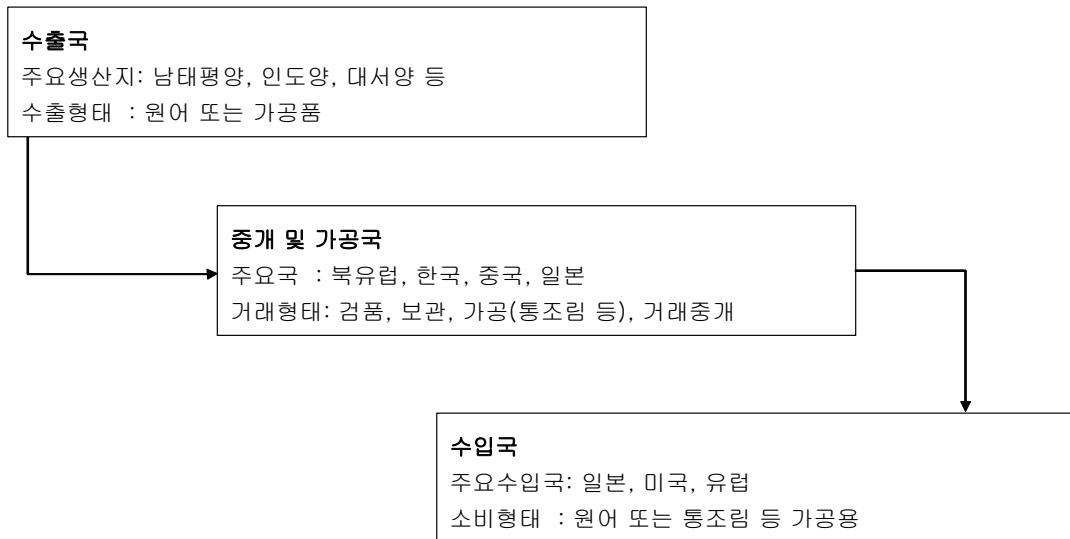 수출국
주요생산지: 남태평양, 인도양, 대서양 등
수출형태 : 원어 또는 가공품
중개 및 가공국
주요국 : 북유럽, 한국, 중국, 일본
거래형태: 검품, 보관, 가공(통조림 등), 거래중개
수입국
주요수입국: 일본, 미국, 유럽
소비형태 : 원어 또는 통조림 등 가공용